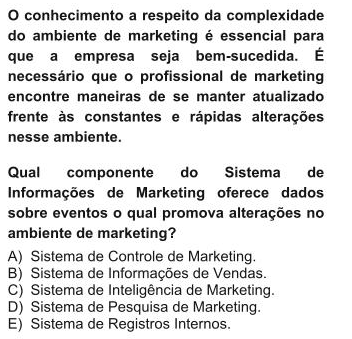 O conhecimento a respeito da complexidade
do ambiente de marketing é essencial para
que a empresa seja bem-sucedida. É
necessário que o profissional de marketing
encontre maneiras de se manter atualizado
frente às constantes e rápidas alterações
nesse ambiente.
Qual componente do Sistema de
Informações de Marketing oferece dados
sobre eventos o qual promova alterações no
ambiente de marketing?
A) Sistema de Controle de Marketing.
B) Sistema de Informações de Vendas.
C) Sistema de Inteligência de Marketing.
D) Sistema de Pesquisa de Marketing.
E) Sistema de Registros Internos.